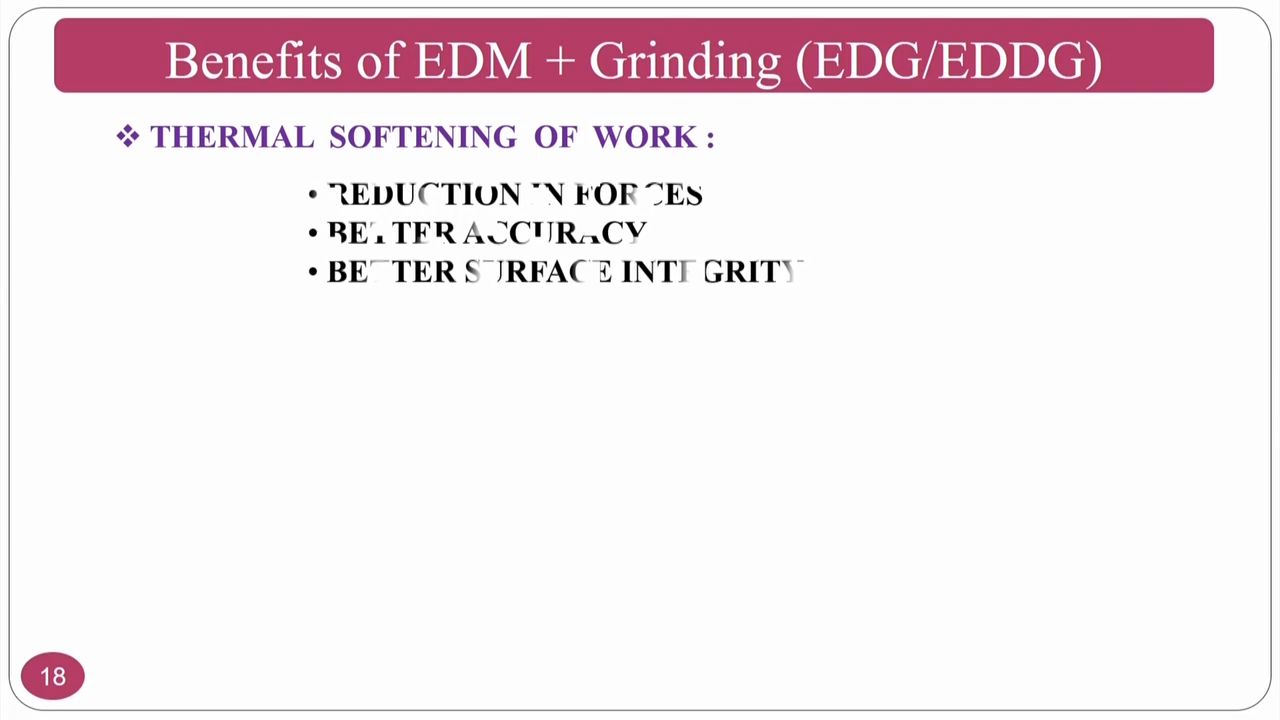 Benefits of EDM + Grinding (EDG/EDDG)
❖ THERMAL SOFTENING OF WORK :
• REDUCTION IN FORCES
• BETTER ACCURACY
• BETTER SURFACE INTEGRITY
18